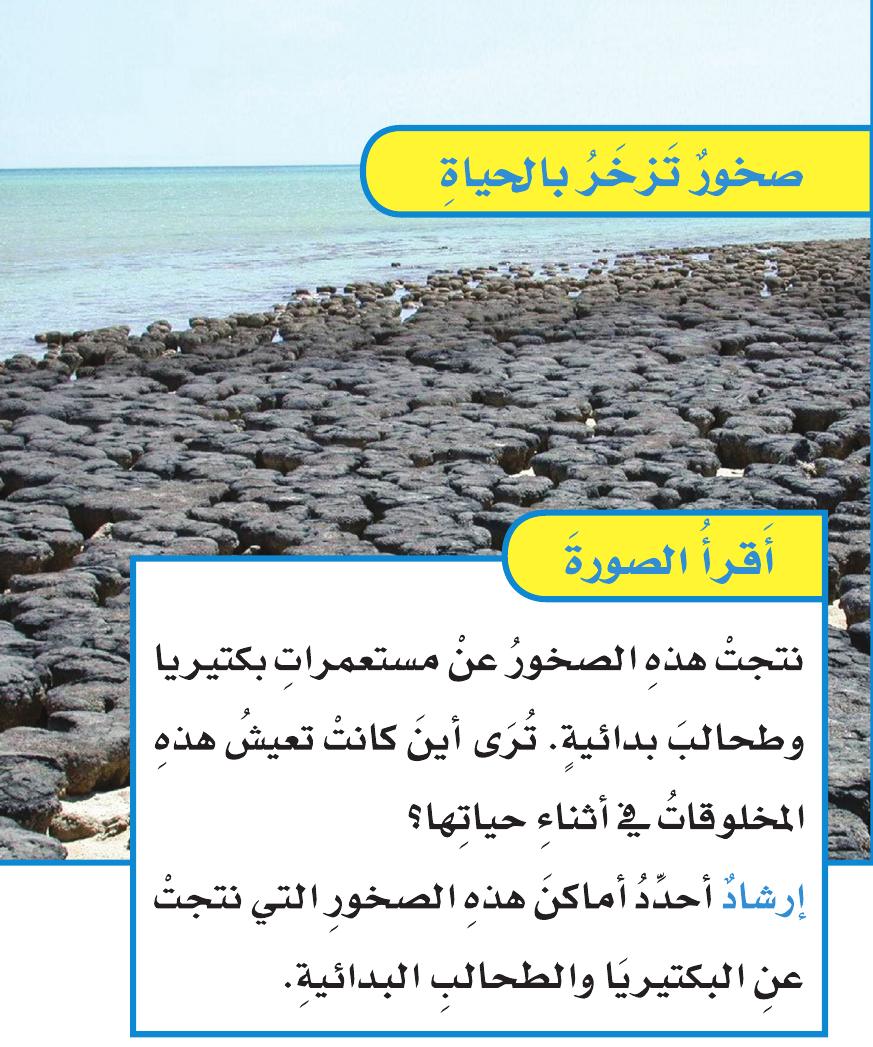 صخورٌ تَزخَرُ بالحياةِ
أَقرأُ الصورةَ
نتجتْ هذهِ الصخورُ عنْ مستعمراتِ بكتيريا
وطحالبَ بدائيةٍ. تُرَى أينَ كانتْ تعيشُ هذهِ
المخلوقاتُ في أثناءِ حياتِها؟
إرشادٌ أحدِّدُ أماكنَ هذهِ الصخورِ التي نتجتْ
عنِ البكتيريَا والطحالبِ البدائيةِ.